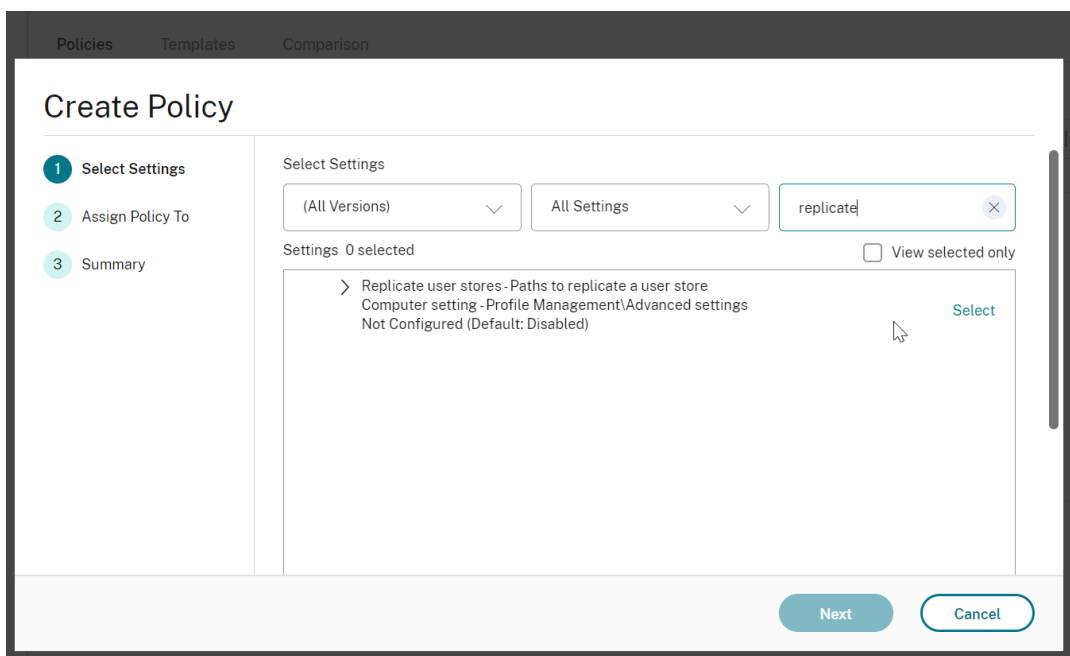 Policies Templates Comparison
Create Policy
1 Select Settings
2 Assign Policy To
3 Summary
Select Settings
(All Versions) All Settings replicate
Settings 0 selected View selected only
Replicate user stores - Paths to replicate a user store
Computer setting - Profile Management\Advanced settings
Not Configured (Default: Disabled)
Select
Next Cancel